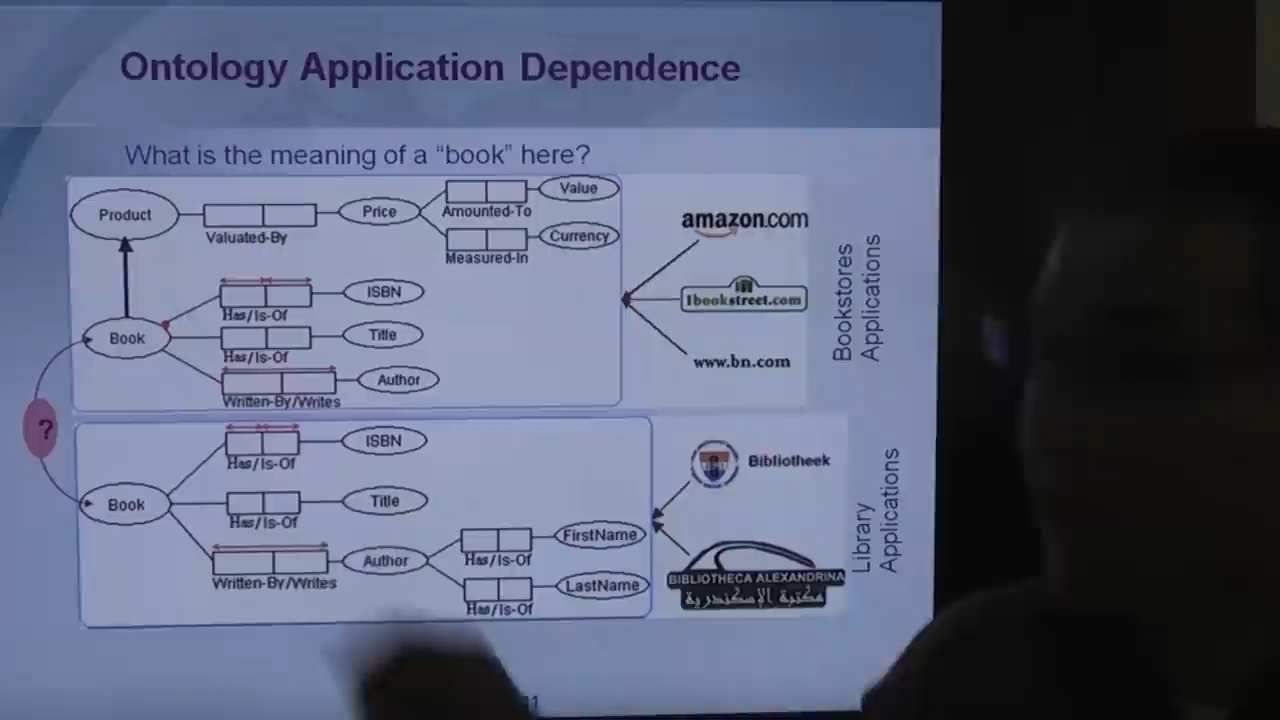 Ontology Application Dependence
What is the meaning of a “book” here?
Product
Valuated-By
Price
Amounted-To
Value
Measured-In
Currency
Book
Has/Is-Of
ISBN
Has/Is-Of
Title
Written-By/Writes
Author
amazon.com
1bookstreet.com
www.bn.com
Bookstores
Applications
?
Book
Has/Is-Of
ISBN
Has/Is-Of
Title
Written-By/Writes
Author
Has/Is-Of
FirstName
Has/Is-Of
LastName
Bibliotheek
BIBLIOTHECA ALEXANDRINA
مكتبة الإسكندرية
Library
Applications